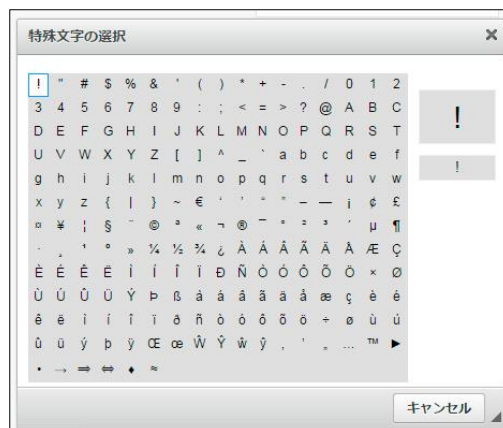 特殊文字の選択
! " # $ % & ' ( ) * + - . / 0 1 2
3 4 5 6 7 8 9 : ; < = > ? @ A B C
D E F G H I J K L M N O P Q R S T
U V W X Y Z [ ] ^ _ ` a b c d e f
g h i j k l m n o p q r s t u v w
x y z { | } ~ € ‘ ’ “ ” – — ¡ ¢ £
¤ ¥ ¦ § ¨ © ª « ¬ ® ¯ ° ² ³ ´ µ ¶
· ¸ ¹ º » ¼ ½ ¾ ¿ À Á Â Ã Ä Å Æ Ç
È É Ê Ë Ì Í Î Ï Ð Ñ Ò Ó Ô Õ Ö × Ø
Ù Ú Û Ü Ý Þ ß à á â ã ä å æ ç è é
ê ë ì í î ï ð ñ ò ó ô õ ö ÷ ø ù ú
û ü ý þ ÿ Œ œ Ŵ Ŷ ŵ ŷ ‚ ‛ „ … ™ ►
• → ⇒ ⇔ ♦ ≈
!
!
キャンセル